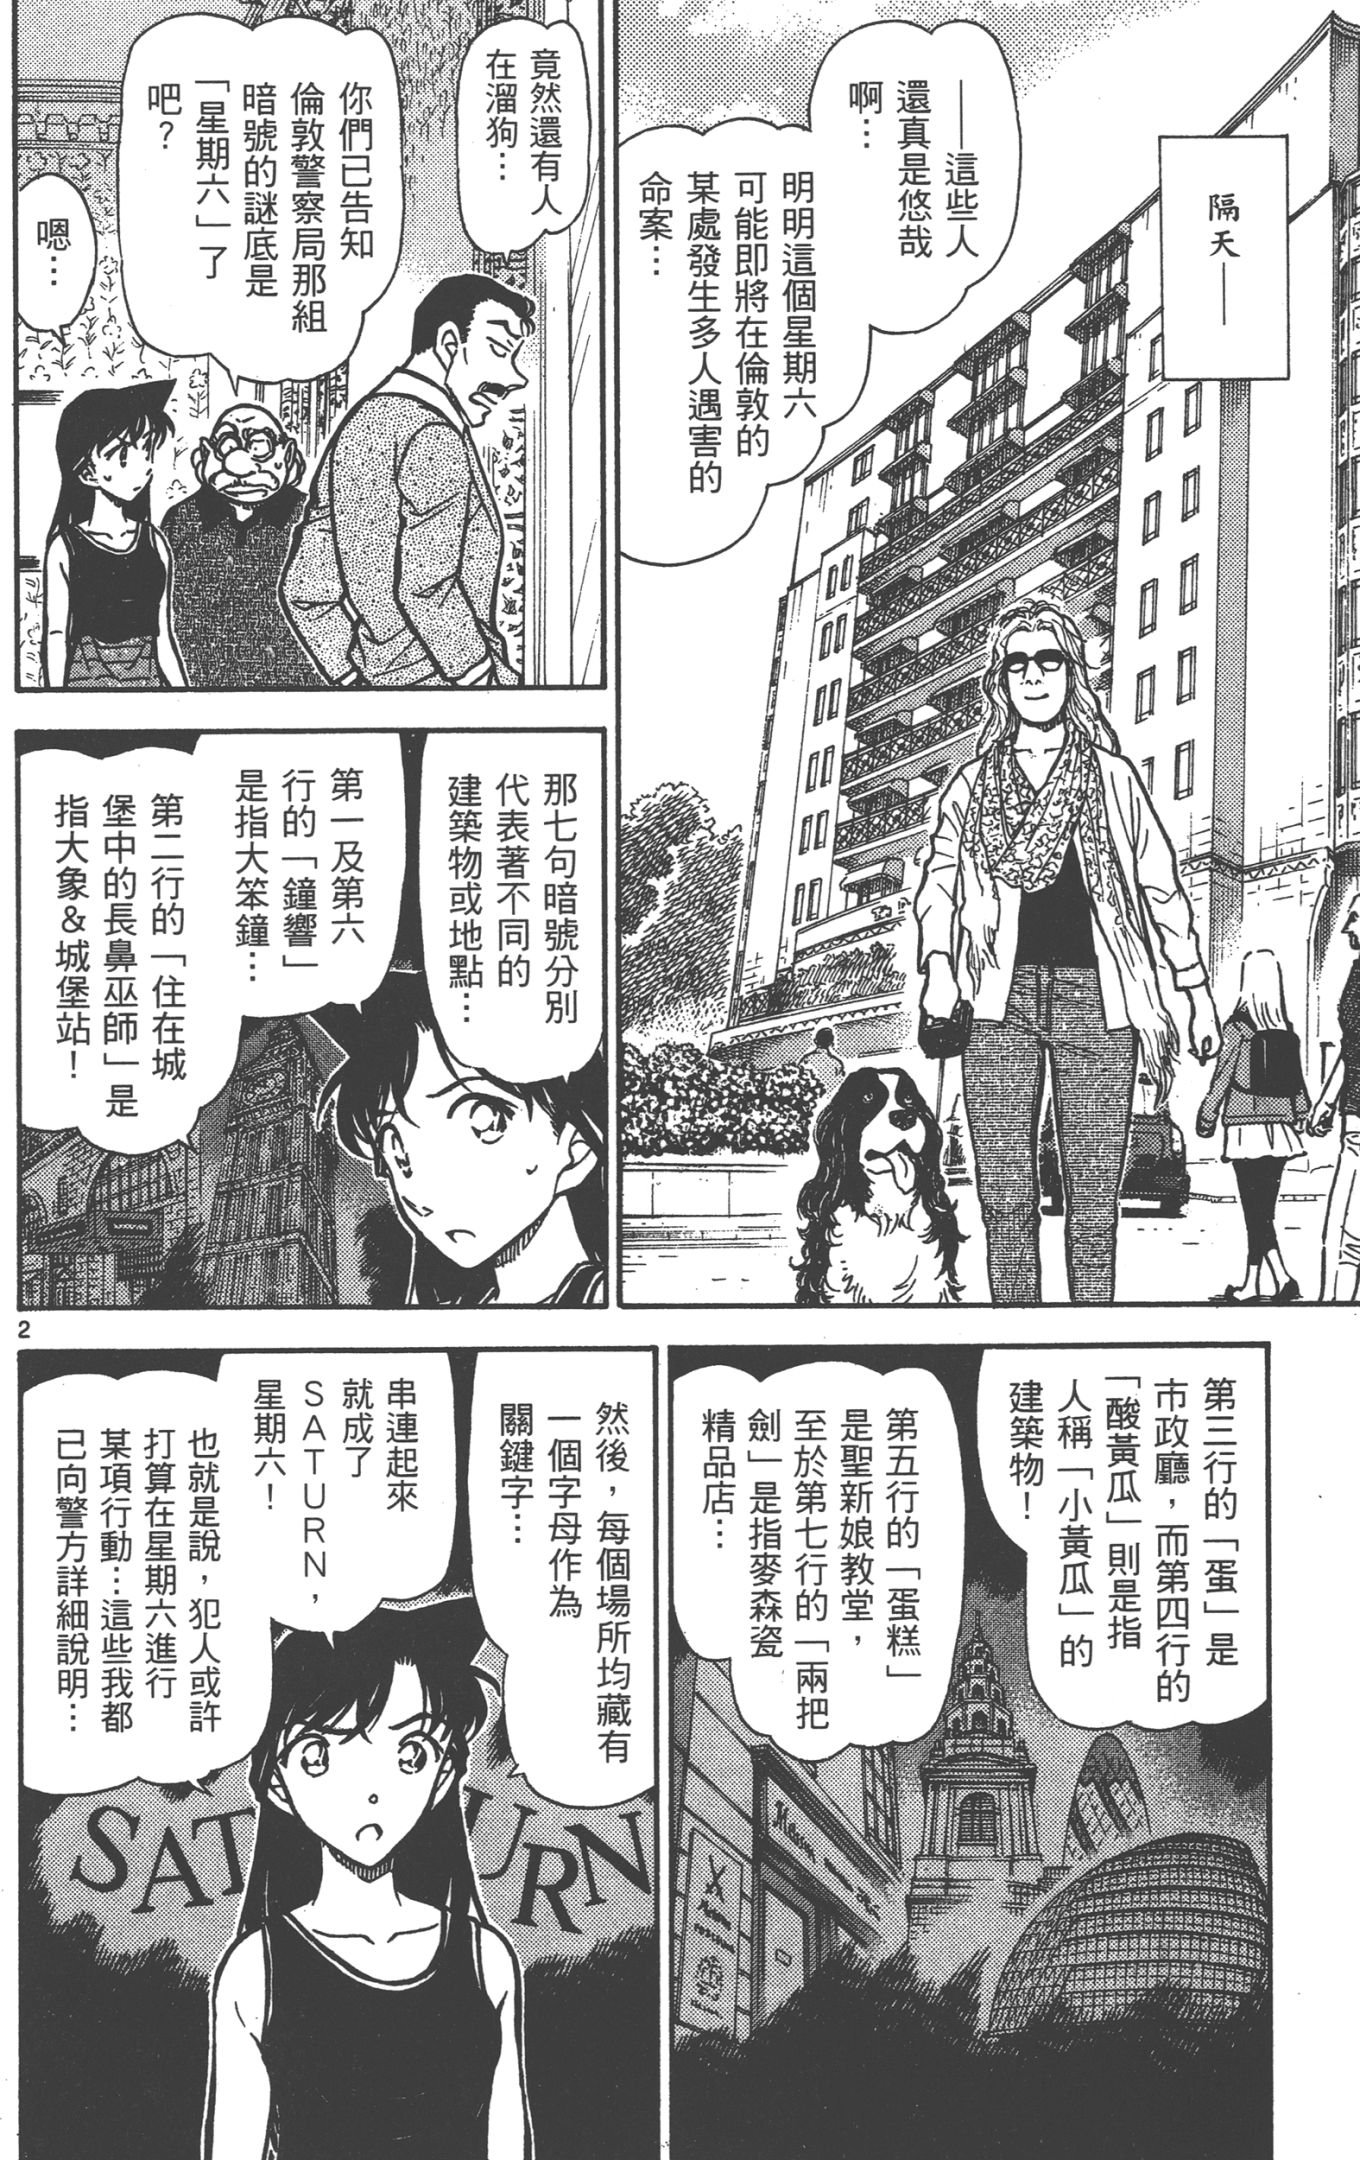 隔天——
——這些人
還真是悠哉
啊…
明明這個星期六
可能即將在倫敦的
某處發生多人遇害的
命案…
竟然還有人
在溜狗…
你們已告知
倫敦警察局那組
暗號的謎底是
「星期六」了
吧？
嗯…
那七句暗號分別
代表著不同的
建築物或地點…
第一及第六
行的「鐘響」
是指大笨鐘…
第二行的「住在城
堡中的長鼻巫師」是
指大象&城堡站！
2
第三行的「蛋」是
市政廳，而第四行的
「酸黃瓜」則是指
人稱「小黃瓜」的
建築物！
第五行的「蛋糕」
是聖新娘教堂，
至於第七行的「兩把
劍」是指麥森瓷
精品店…
然後，每個場所均藏有
一個字母作為
關鍵字…
串連起來
就成了
SATURN，
星期六！
也就是說，犯人或許
打算在星期六進行
某項行動…這些我都
已向警方詳細說明…
SAT URN